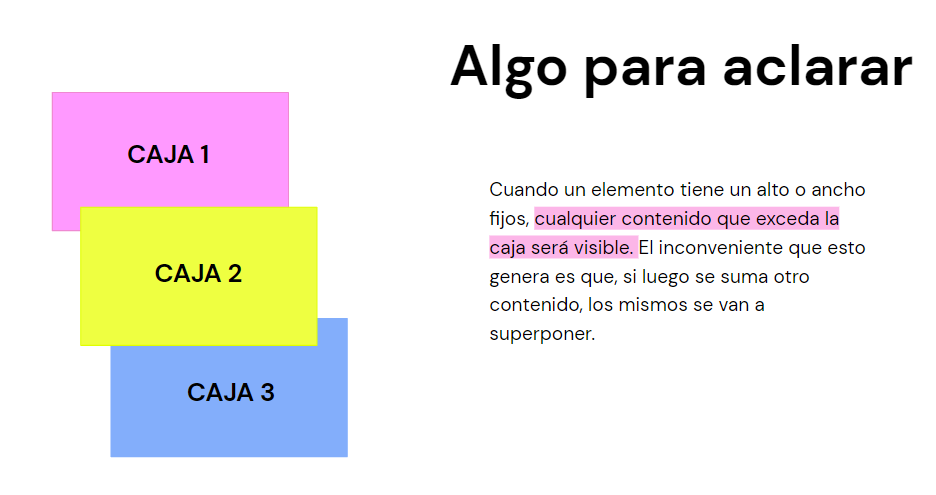 Algo para aclarar
CAJA 1
CAJA 2
CAJA 3
Cuando un elemento tiene un alto o ancho
fijos, cualquier contenido que exceda la
caja será visible. El inconveniente que esto
genera es que, si luego se suma otro
contenido, los mismos se van a
superponer.